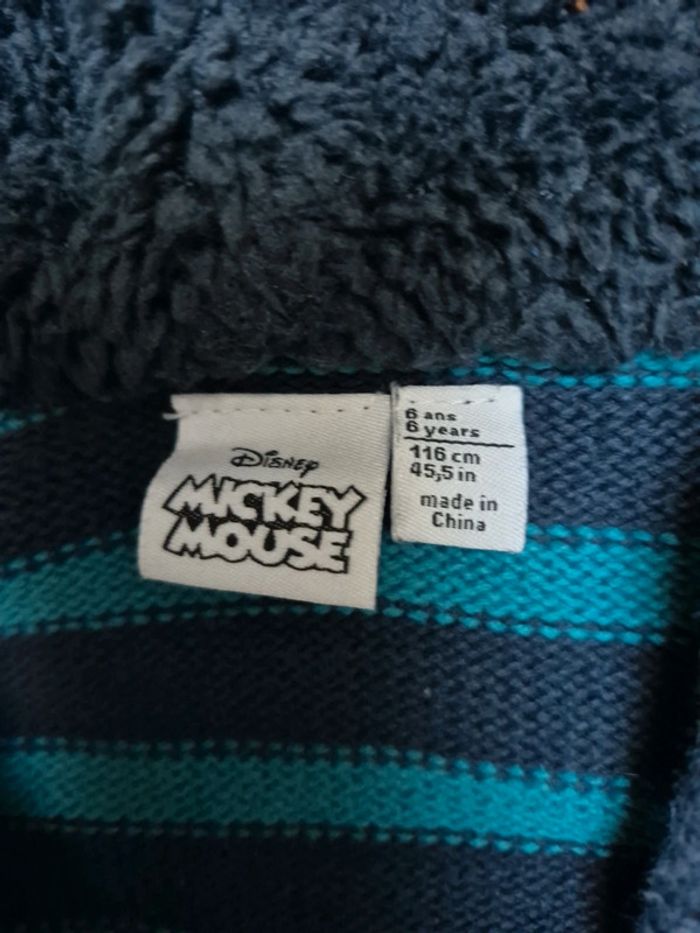 Disney
MICKEY
MOUSE
6 ans
6 years
116 cm
45,5 in
made in
China